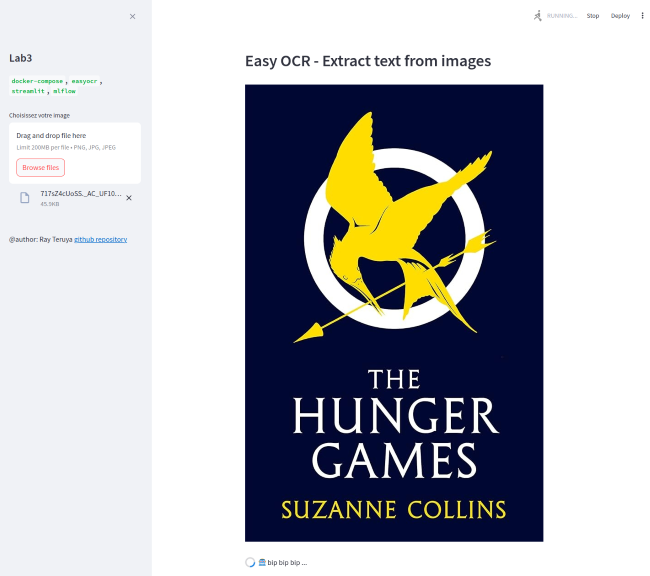 RUNNING...
Stop
Deploy
Lab3
docker-compose , easyocr ,
streamlit , mlflow
Choisissez votre image
Drag and drop file here
Limit 200MB per file • PNG, JPG, JPEG
Browse files
717sZ4cUoSS._AC_UF10...
45.9KB
@author: Ray Teruya github repository
Easy OCR - Extract text from images
THE
HUNGER
GAMES
SUZANNE COLLINS
bip bip bip ...